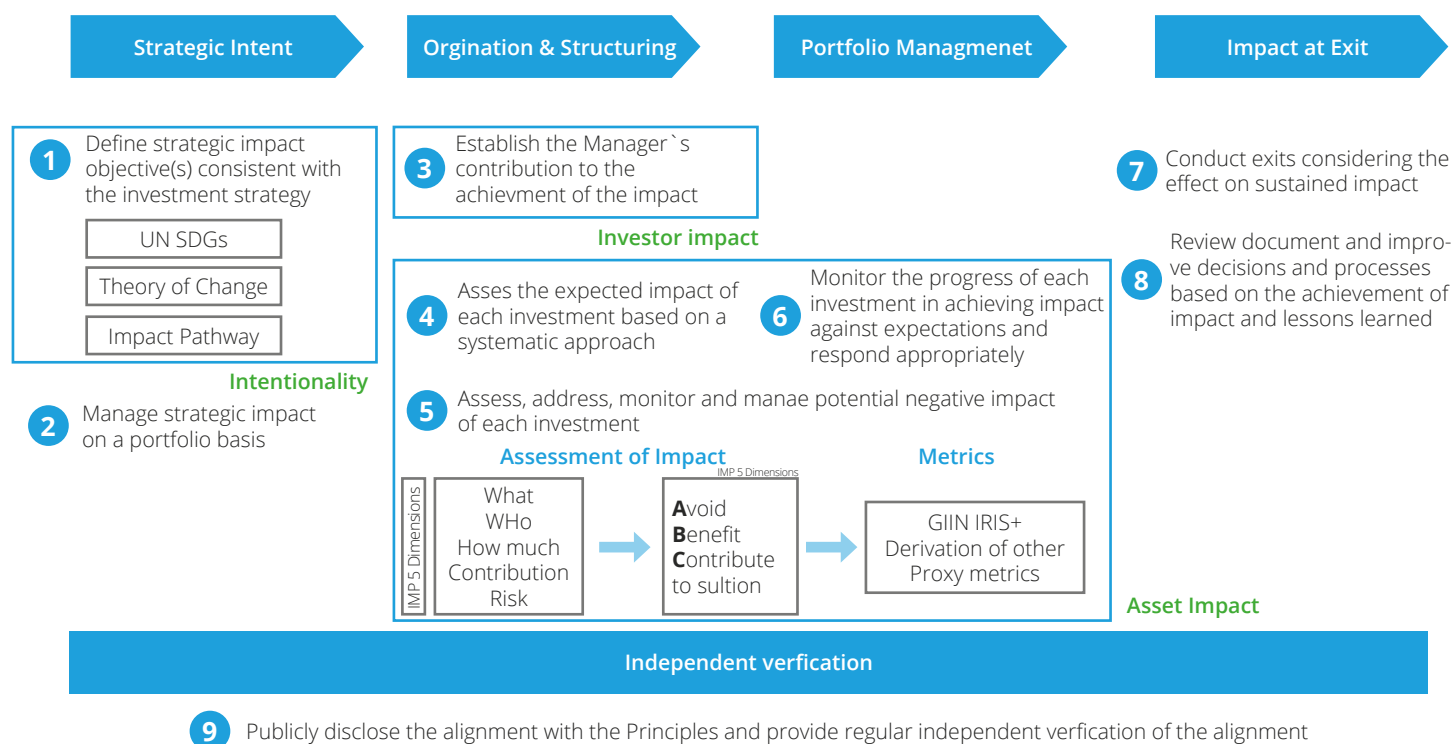 Strategic Intent
Orgination & Structuring
Portfolio Managmenet
Impact at Exit
1
Define strategic impact
objective(s) consistent with
the investment strategy
UN SDGs
Theory of Change
Impact Pathway
Intentionality
2
Manage strategic impact
on a portfolio basis
3
Establish the Manager`s
contribution to the
achievment of the impact
Investor impact
4
Asses the expected impact of
each investment based on a
systematic approach
6
Monitor the progress of each
investment in achieving impact
against expectations and
respond appropriately
5
Assess, address, monitor and manae potential negative impact
of each investment
Assessment of Impact
Metrics
IMP 5 Dimensions
What
WHo
How much
Contribution
Risk
IMP 5 Dimensions
Avoid
Benefit
Contribute
to sultion
GIIN IRIS+
Derivation of other
Proxy metrics
Asset Impact
7
Conduct exits considering the
effect on sustained impact
8
Review document and impro-
ve decisions and processes
based on the achievement of
impact and lessons learned
Independent verfication
9
Publicly disclose the alignment with the Principles and provide regular independent verfication of the alignment